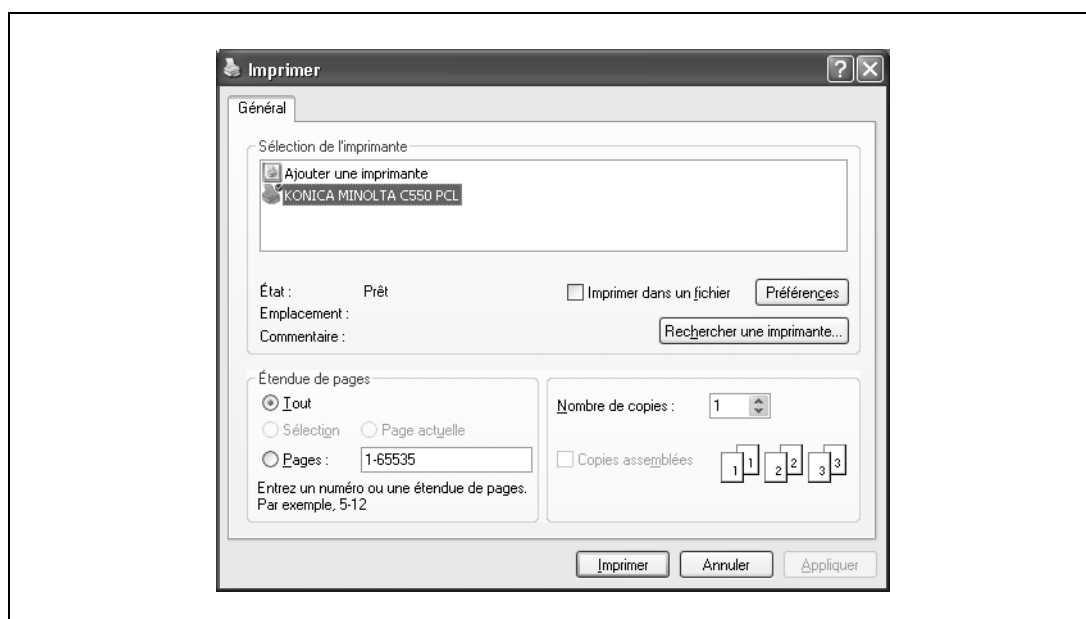 Imprimer
Général
Sélection de l'imprimante
Ajouter une imprimante
KONICA MINOLTA C550 PCL
État : Prêt
Imprimer dans un fichier
Préférences
Emplacement :
Commentaire :
Rechercher une imprimante...
Étendue de pages
Tout
Sélection Page actuelle
Pages : 1-65535
Entrez un numéro ou une étendue de pages.
Par exemple, 5-12
Nombre de copies : 1
Copies assemblées
1 1 2 2 3 3
Imprimer Annuler Appliquer